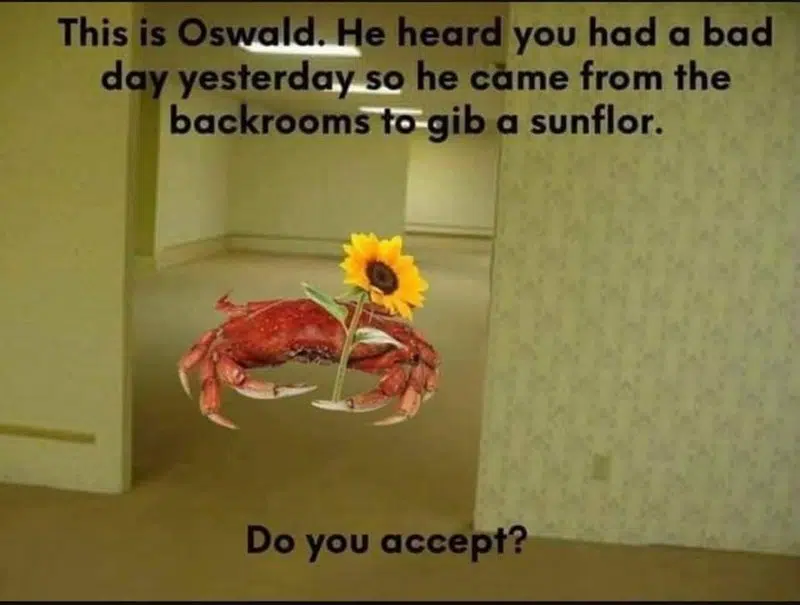 This is Oswald. He heard you had a bad
day yesterday so he came from the
backrooms to gib a sunflor.
Do you accept?